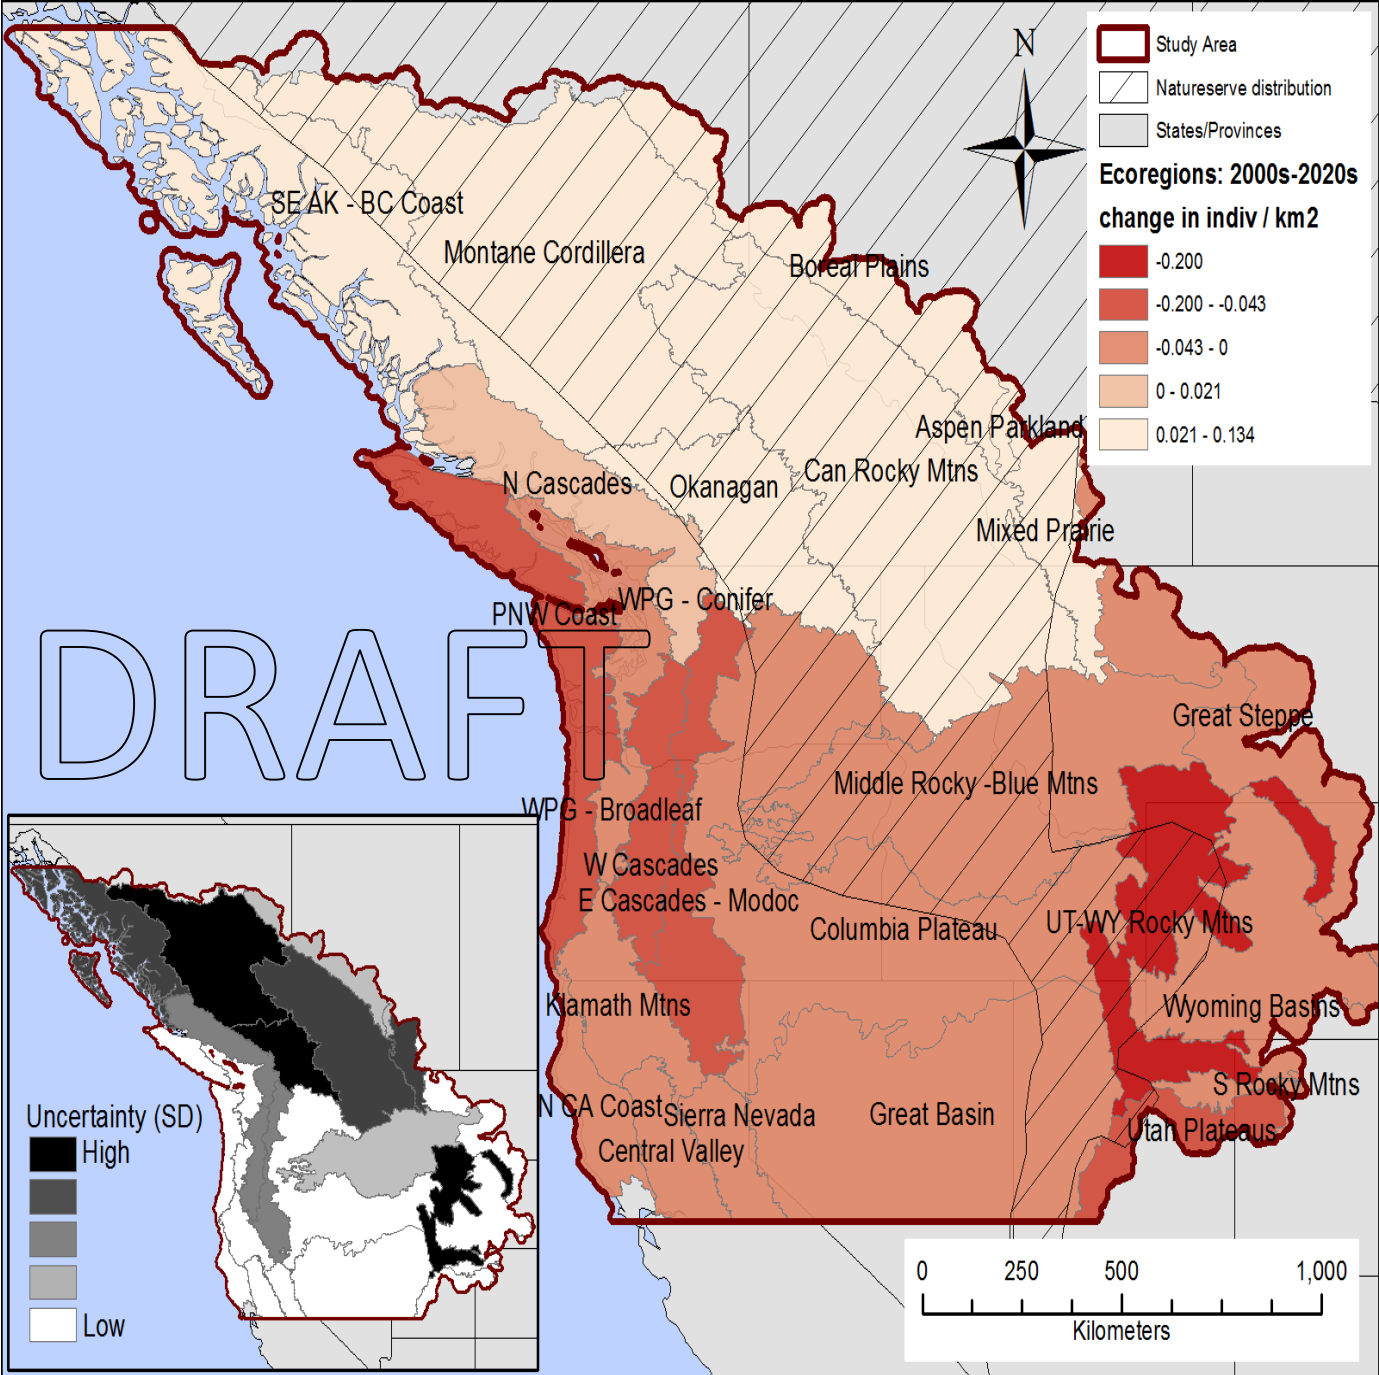 N
Study Area
Natureserve distribution
States/Provinces
Ecoregions: 2000s-2020s
change in indiv / km2
-0.200
-0.200 - -0.043
-0.043 - 0
0 - 0.021
0.021 - 0.134
SE AK - BC Coast
Montane Cordillera
Boreal Plains
Aspen Parkland
Can Rocky Mtns
N Cascades
Okanagan
Mixed Prairie
WPG - Conifer
PNW Coast
DRAFT
Great Steppe
Middle Rocky -Blue Mtns
WPG - Broadleaf
W Cascades
E Cascades - Modoc
Columbia Plateau
UT-WY Rocky Mtns
Klamath Mtns
Wyoming Basins
S Rocky Mtns
N CA Coast
Sierra Nevada
Great Basin
Utah Plateaus
Central Valley
Uncertainty (SD)
High
Low
0 250 500 1,000
Kilometers